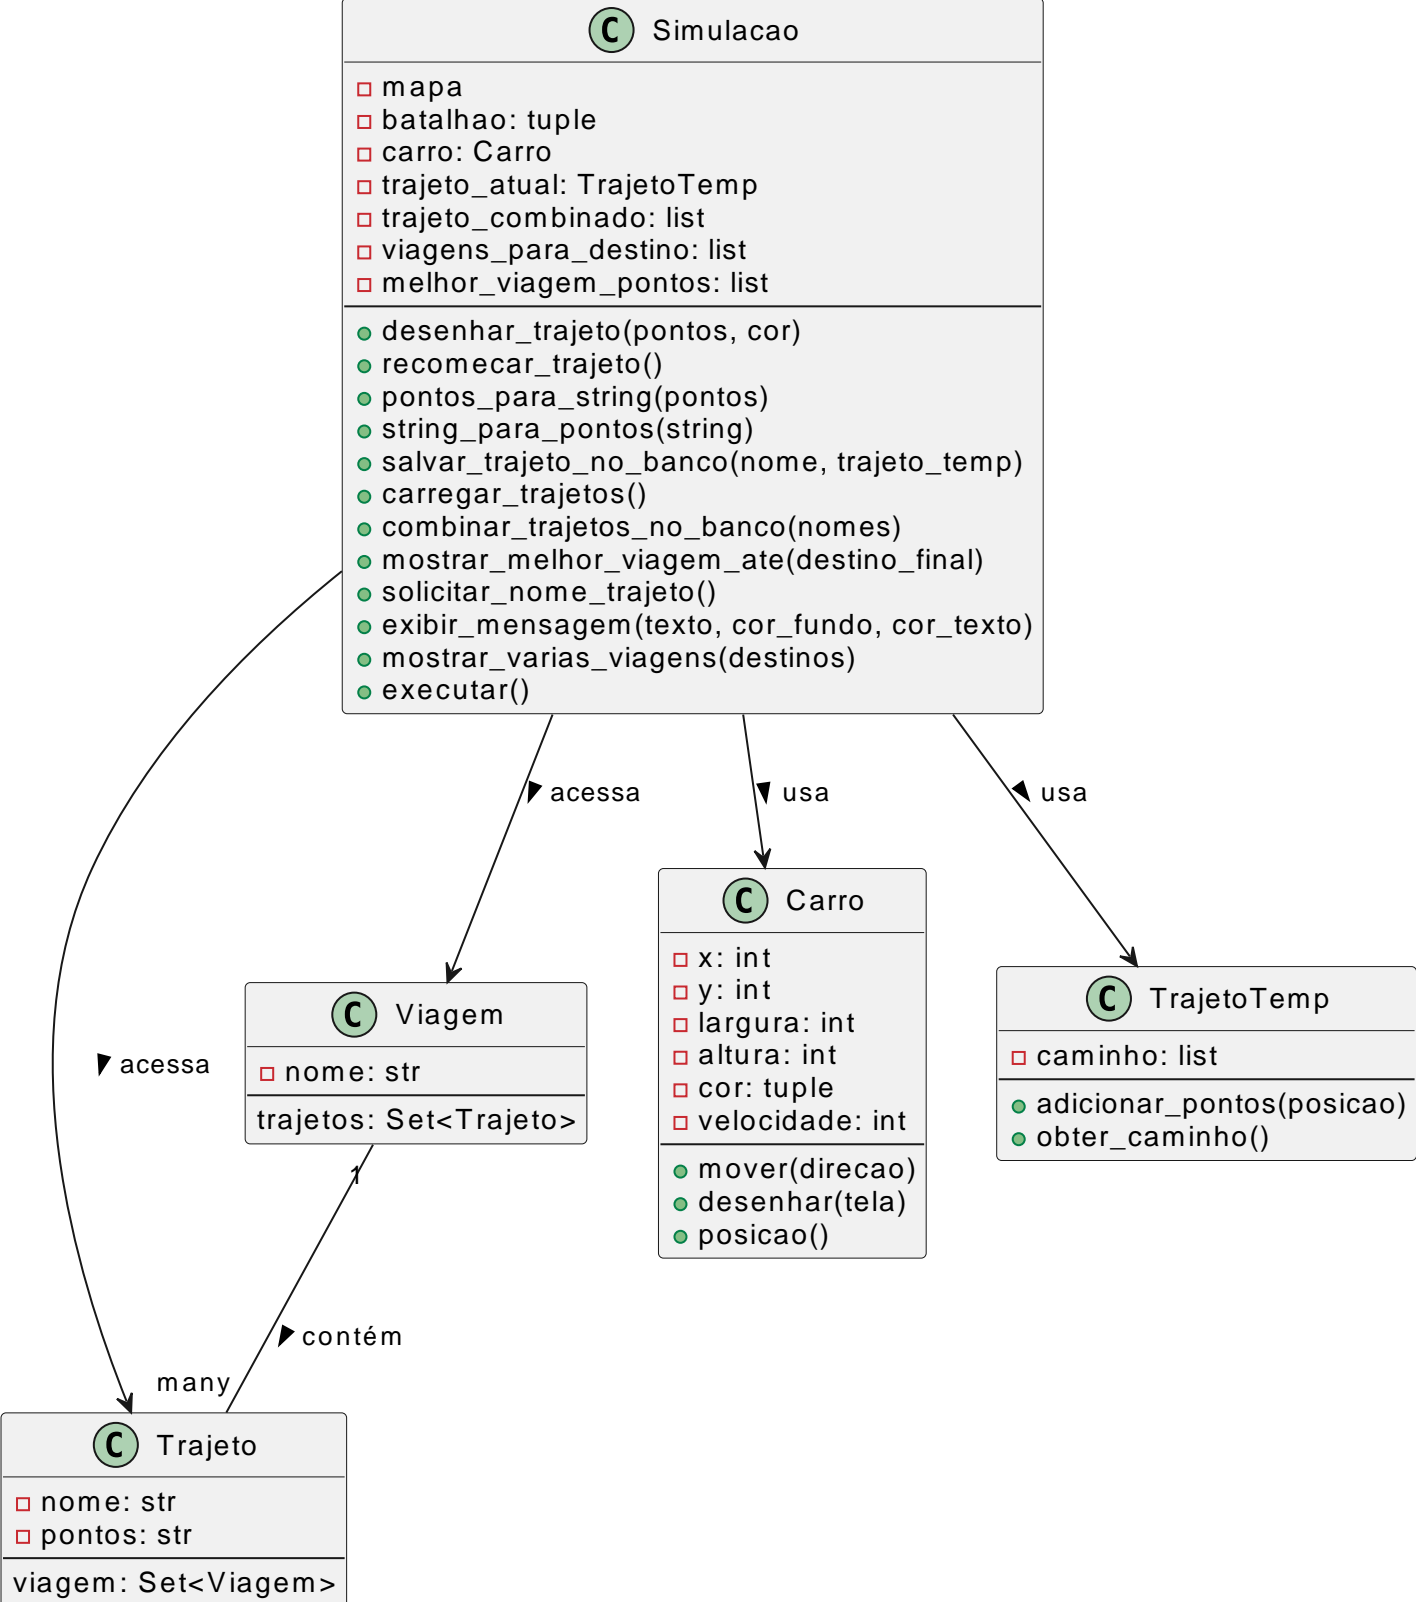 C Simulacao
mapa
batalhao: tuple
carro: Carro
trajeto_atual: TrajetoTemp
trajeto_combinado: list
viagens_para_destino: list
melhor_viagem_pontos: list
desenhar_trajeto(pontos, cor)
recomecar_trajeto()
pontos_para_string(pontos)
string_para_pontos(string)
salvar_trajeto_no_banco(nome, trajeto_temp)
carregar_trajetos()
combinar_trajetos_no_banco(nomes)
mostrar_melhor_viagem_ate(destino_final)
solicitar_nome_trajeto()
exibir_mensagem(texto, cor_fundo, cor_texto)
mostrar_varias_viagens(destinos)
executar()
acessa
usa
usa
C Carro
x: int
y: int
largura: int
altura: int
cor: tuple
velocidade: int
mover(direcao)
desenhar(tela)
posicao()
C TrajetoTemp
caminho: list
adicionar_pontos(posicao)
obter_caminho()
C Viagem
nome: str
trajetos: Set<Trajeto>
acessa
1
contém
many
C Trajeto
nome: str
pontos: str
viagem: Set<Viagem>